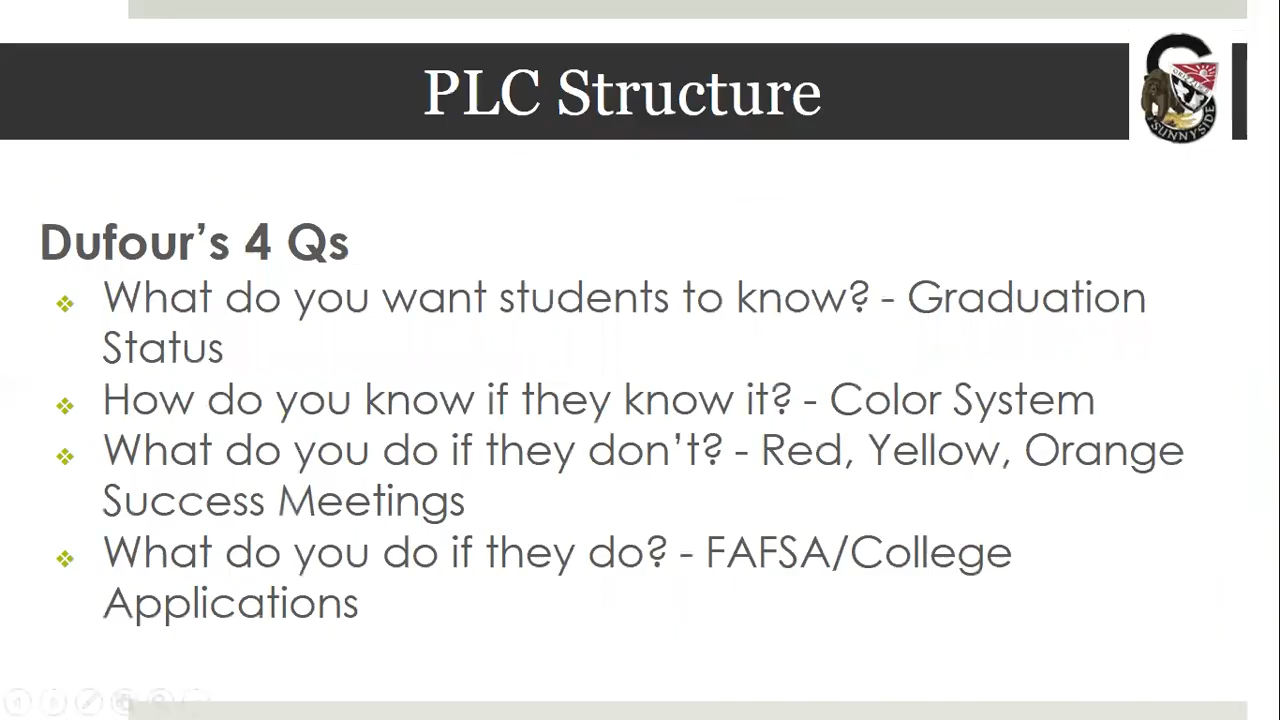 PLC Structure
SUNNYSIDE
Dufour’s 4 Qs
What do you want students to know? - Graduation
Status
How do you know if they know it? - Color System
What do you do if they don’t? - Red, Yellow, Orange
Success Meetings
What do you do if they do? - FAFSA/College
Applications